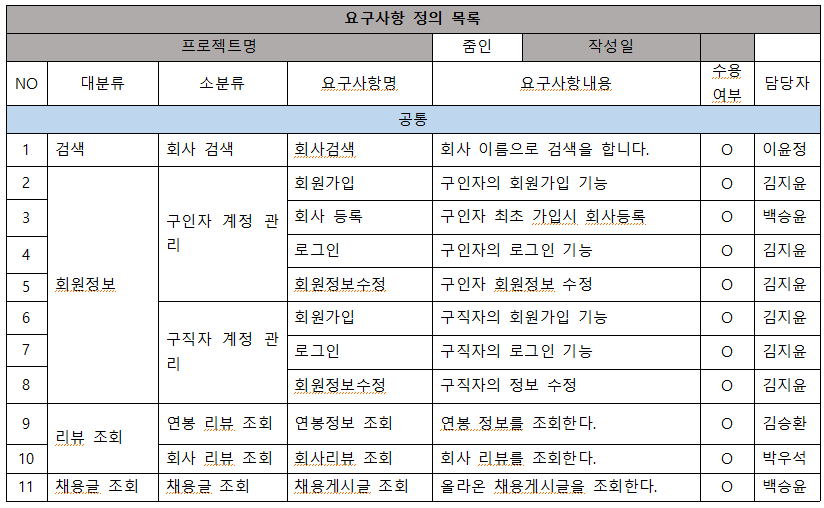 요구사항 정의 목록
프로젝트명 줌인 작성일
NO 대분류 소분류 요구사항명 요구사항내용 수용여부 담당자
공통
1 검색 회사 검색 회사검색 회사 이름으로 검색을 합니다. O 이윤정
2 회원정보 구인자 계정 관리 회원가입 구인자의 회원가입 기능 O 김지윤
3 회사 등록 구인자 최초 가입시 회사등록 O 백승윤
4 로그인 구인자의 로그인 기능 O 김지윤
5 회원정보수정 구인자 회원정보 수정 O 김지윤
6 구직자 계정 관리 회원가입 구직자의 회원가입 기능 O 김지윤
7 로그인 구직자의 로그인 기능 O 김지윤
8 회원정보수정 구직자의 정보 수정 O 김지윤
9 리뷰 조회 연봉 리뷰 조회 연봉정보 조회 연봉 정보를 조회한다. O 김승환
10 회사 리뷰 조회 회사리뷰 조회 회사 리뷰를 조회한다. O 박우석
11 채용글 조회 채용글 조회 채용게시글 조회 올라온 채용게시글을 조회한다. O 백승윤